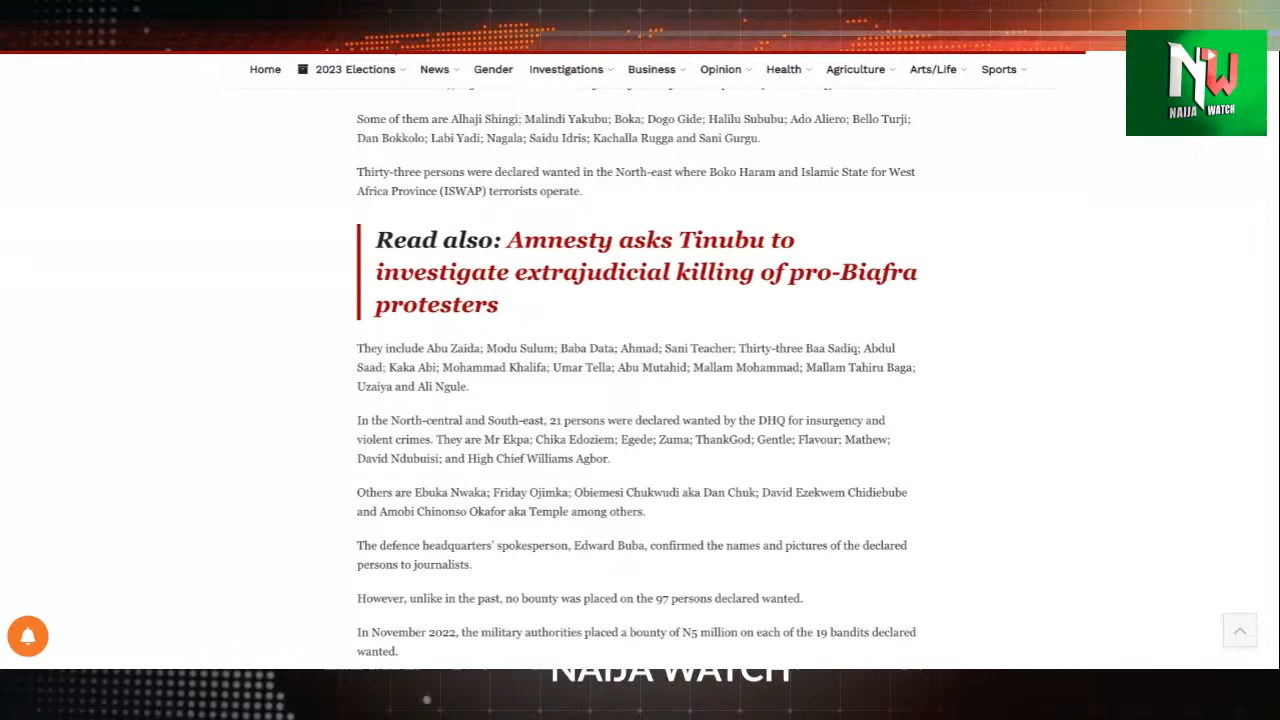 Home 2023 Elections News Gender Investigations Business Opinion Health Agriculture Arts/Life Sports
NW
NAIJA WATCH
Some of them are Alhaji Shingi; Malindi Yakubu; Boka; Dogo Gide; Halilu Sububu; Ado Aliero; Bello Turji;
Dan Bokkolo; Labi Yadi; Nagala; Saidu Idris; Kachalla Rugga and Sani Gurgu.
Thirty-three persons were declared wanted in the North-east where Boko Haram and Islamic State for West
Africa Province (ISWAP) terrorists operate.
Read also: Amnesty asks Tinubu to
investigate extrajudicial killing of pro-Biafra
protesters
They include Abu Zaida; Modu Sulum; Baba Data; Ahmad; Sani Teacher; Thirty-three Baa Sadiq; Abdul
Saad; Kaka Abi; Mohammad Khalifa; Umar Tella; Abu Mutahid; Mallam Mohammad; Mallam Tahiru Baga;
Uzaiya and Ali Ngule.
In the North-central and South-east, 21 persons were declared wanted by the DHQ for insurgency and
violent crimes. They are Mr Ekpa; Chika Edoziem; Egede; Zuma; ThankGod; Gentle; Flavour; Mathew;
David Ndubuisi; and High Chief Williams Agbor.
Others are Ebuka Nwaka; Friday Ojimka; Obiemesi Chukwudi aka Dan Chuk; David Ezekwem Chidiebube
and Amobi Chinonso Okafor aka Temple among others.
The defence headquarters' spokesperson, Edward Buba, confirmed the names and pictures of the declared
persons to journalists.
However, unlike in the past, no bounty was placed on the 97 persons declared wanted.
In November 2022, the military authorities placed a bounty of N5 million on each of the 19 bandits declared
wanted.
NAIJA WATCH